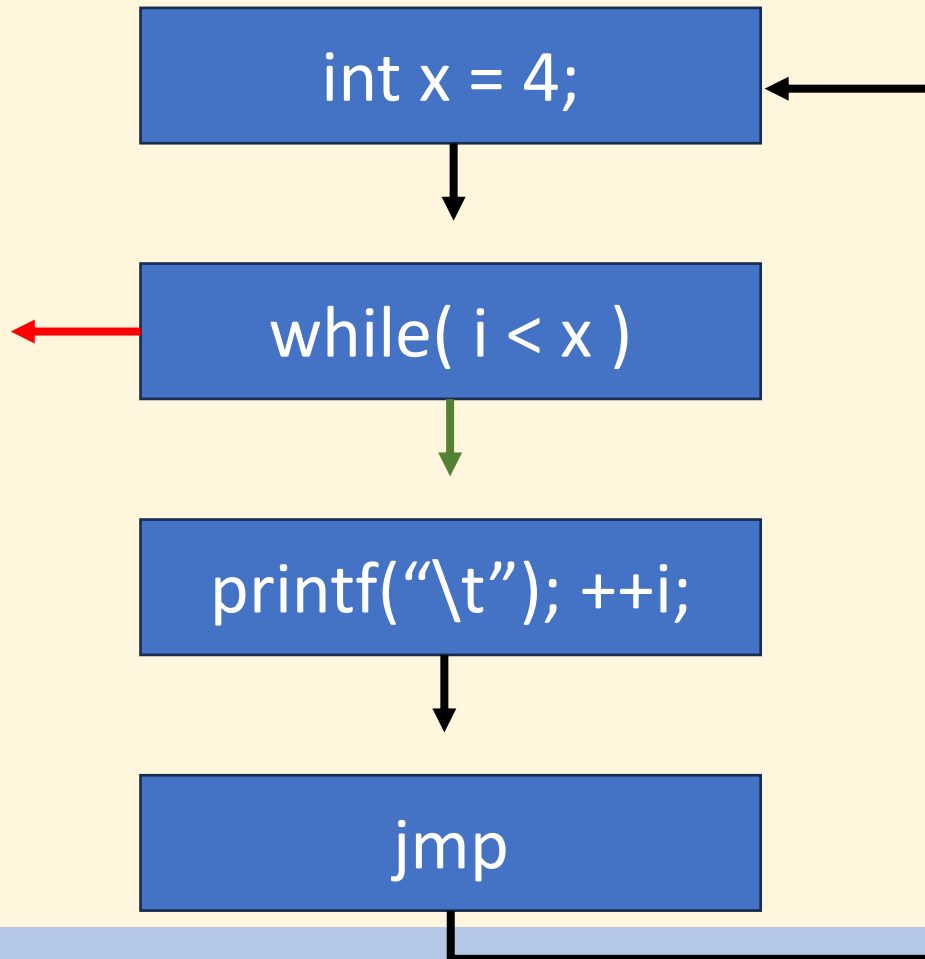 int x = 4;
while( i < x )
printf(“\t”); ++i;
jmp